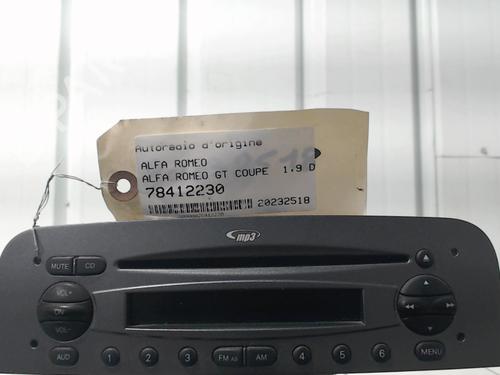 Autoradio d'origine
ALFA ROMEO
ALFA ROMEO GT COUPE 1.9 D
78412230
20232518
mp3
MUTE CD
VOL+
ON
VOL-
AUD 1 2 3 FM AS AM 4 5 6 MENU